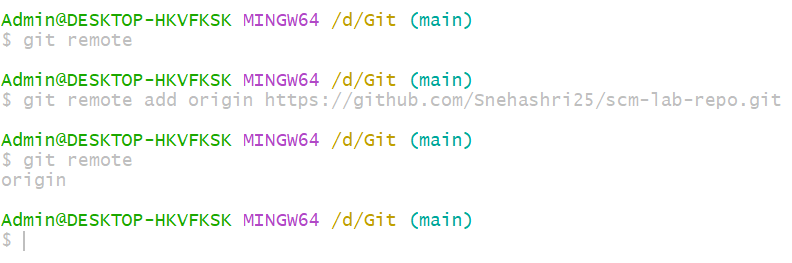 Admin@DESKTOP-HKVFKSK MINGW64 /d/Git (main)
$ git remote
Admin@DESKTOP-HKVFKSK MINGW64 /d/Git (main)
$ git remote add origin https://github.com/Snehashri25/scm-lab-repo.git
Admin@DESKTOP-HKVFKSK MINGW64 /d/Git (main)
$ git remote
origin
Admin@DESKTOP-HKVFKSK MINGW64 /d/Git (main)
$